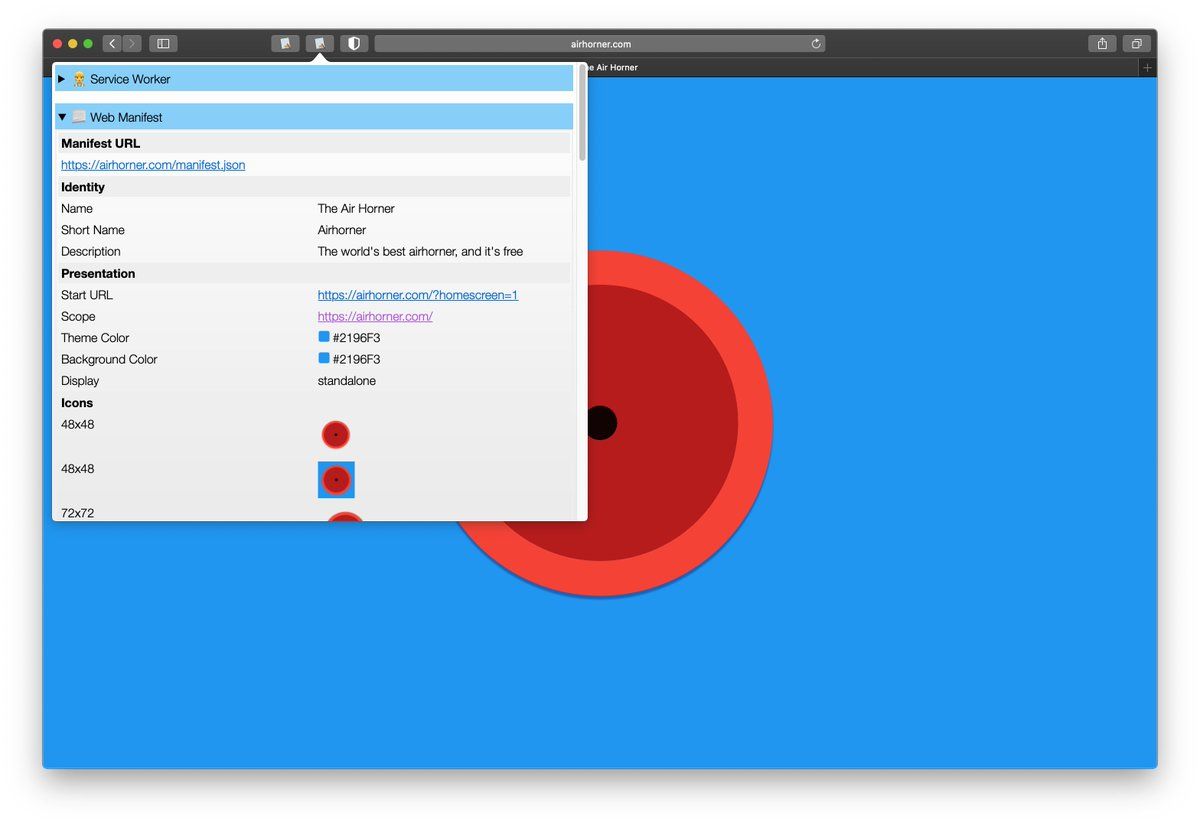 airhorner.com
e Air Horner
Service Worker
Web Manifest
Manifest URL
https://airhorner.com/manifest.json
Identity
Name The Air Horner
Short Name Airhorner
Description The world's best airhorner, and it's free
Presentation
Start URL https://airhorner.com/?homescreen=1
Scope https://airhorner.com/
Theme Color #2196F3
Background Color #2196F3
Display standalone
Icons
48x48
48x48
72x72